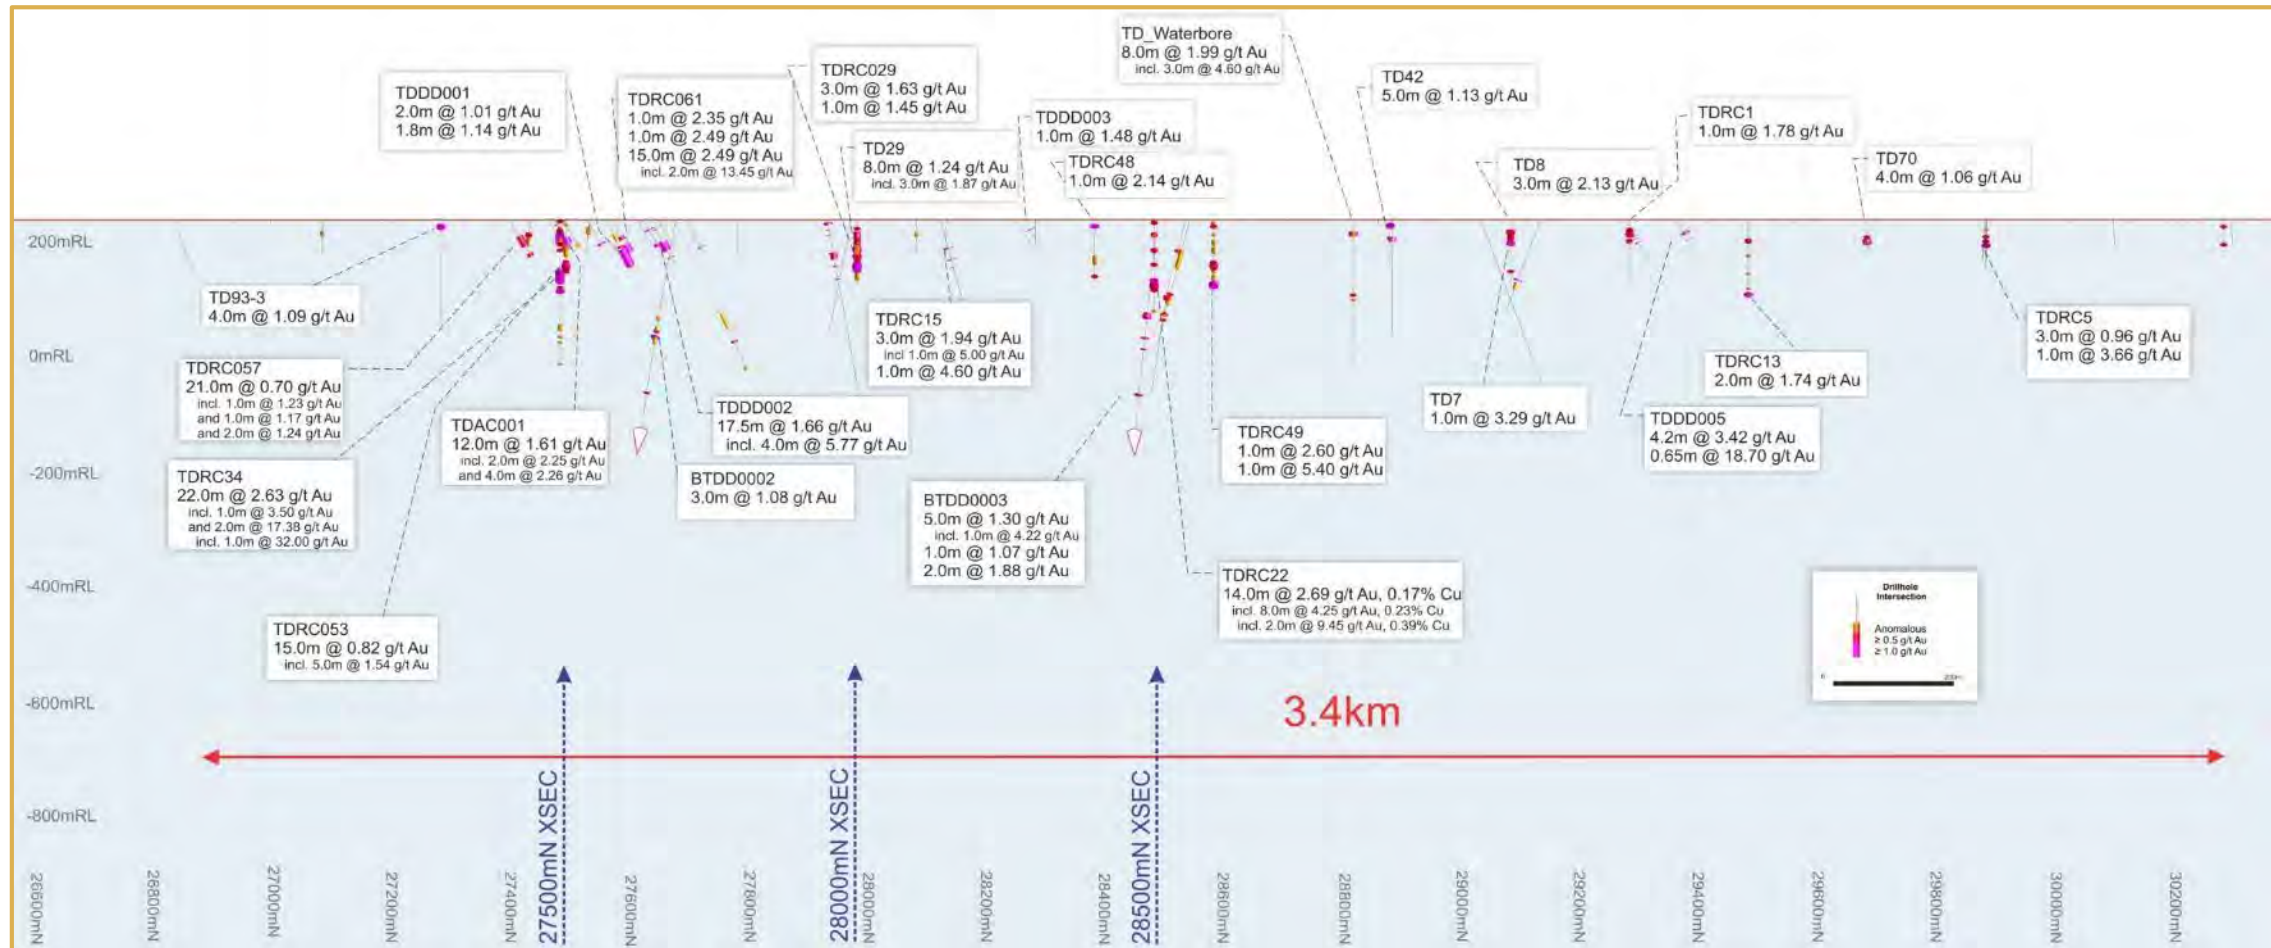 TD_Waterbore
8.0m @ 1.99 g/t Au
incl. 3.0m @ 4.60 g/t Au
TDRC029
3.0m @ 1.63 g/t Au
1.0m @ 1.45 g/t Au
TD42
5.0m @ 1.13 g/t Au
TDDD001
2.0m @ 1.01 g/t Au
1.8m @ 1.14 g/t Au
TDRC061
1.0m @ 2.35 g/t Au
1.0m @ 2.49 g/t Au
15.0m @ 2.49 g/t Au
incl. 2.0m @ 13.45 g/t Au
TDDD003
1.0m @ 1.48 g/t Au
TDRC1
1.0m @ 1.78 g/t Au
TD29
8.0m @ 1.24 g/t Au
incl. 3.0m @ 1.87 g/t Au
TDRC48
1.0m @ 2.14 g/t Au
TD8
3.0m @ 2.13 g/t Au
TD70
4.0m @ 1.06 g/t Au
200mRL
TD93-3
4.0m @ 1.09 g/t Au
TDRC15
3.0m @ 1.94 g/t Au
incl 1.0m @ 5.00 g/t Au
1.0m @ 4.60 g/t Au
TDRC5
3.0m @ 0.96 g/t Au
1.0m @ 3.66 g/t Au
0mRL
TDRC057
21.0m @ 0.70 g/t Au
incl. 1.0m @ 1.23 g/t Au
and 1.0m @ 1.17 g/t Au
and 2.0m @ 1.24 g/t Au
TDRC13
2.0m @ 1.74 g/t Au
TD7
1.0m @ 3.29 g/t Au
TDAC001
12.0m @ 1.61 g/t Au
incl. 2.0m @ 2.25 g/t Au
and 4.0m @ 2.26 g/t Au
TDDD002
17.5m @ 1.66 g/t Au
incl. 4.0m @ 5.77 g/t Au
TDRC49
1.0m @ 2.60 g/t Au
1.0m @ 5.40 g/t Au
TDDD005
4.2m @ 3.42 g/t Au
0.65m @ 18.70 g/t Au
-200mRL
TDRC34
22.0m @ 2.63 g/t Au
incl. 1.0m @ 3.50 g/t Au
and 2.0m @ 17.38 g/t Au
incl. 1.0m @ 32.00 g/t Au
BTDD0002
3.0m @ 1.08 g/t Au
BTDD0003
5.0m @ 1.30 g/t Au
incl. 1.0m @ 4.22 g/t Au
1.0m @ 1.07 g/t Au
2.0m @ 1.88 g/t Au
-400mRL
TDRC22
14.0m @ 2.69 g/t Au, 0.17% Cu
incl. 8.0m @ 4.25 g/t Au, 0.23% Cu
incl. 2.0m @ 9.45 g/t Au, 0.39% Cu
Drillhole
Intersection
Anomalous
≥ 0.5 g/t Au
≥ 1.0 g/t Au
0 200m
TDRC053
15.0m @ 0.82 g/t Au
incl. 5.0m @ 1.54 g/t Au
-600mRL
3.4km
-800mRL
27500mN XSEC
28000mN XSEC
28500mN XSEC
26600mN
26800mN
27000mN
27200mN
27400mN
27600mN
27800mN
28000mN
28200mN
28400mN
28600mN
28800mN
29000mN
29200mN
29400mN
29600mN
29800mN
30000mN
30200mN